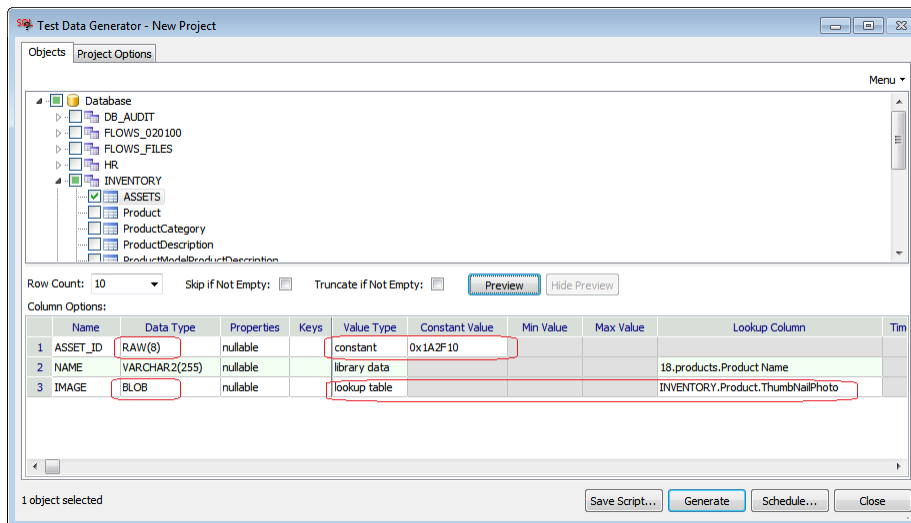 SQL Test Data Generator - New Project
Objects Project Options
Menu
Database
DB_AUDIT
FLOWS_020100
FLOWS_FILES
HR
INVENTORY
ASSETS
Product
ProductCategory
ProductDescription
ProductModelProductDescription
Row Count: 10 Skip if Not Empty: Truncate if Not Empty: Preview Hide Preview
Column Options:
Name Data Type Properties Keys Value Type Constant Value Min Value Max Value Lookup Column Tim
1 ASSET_ID RAW(8) nullable constant 0x1A2F10
2 NAME VARCHAR2(255) nullable library data 18.products.Product Name
3 IMAGE BLOB nullable lookup table INVENTORY.Product.ThumbNailPhoto
1 object selected Save Script... Generate Schedule... Close